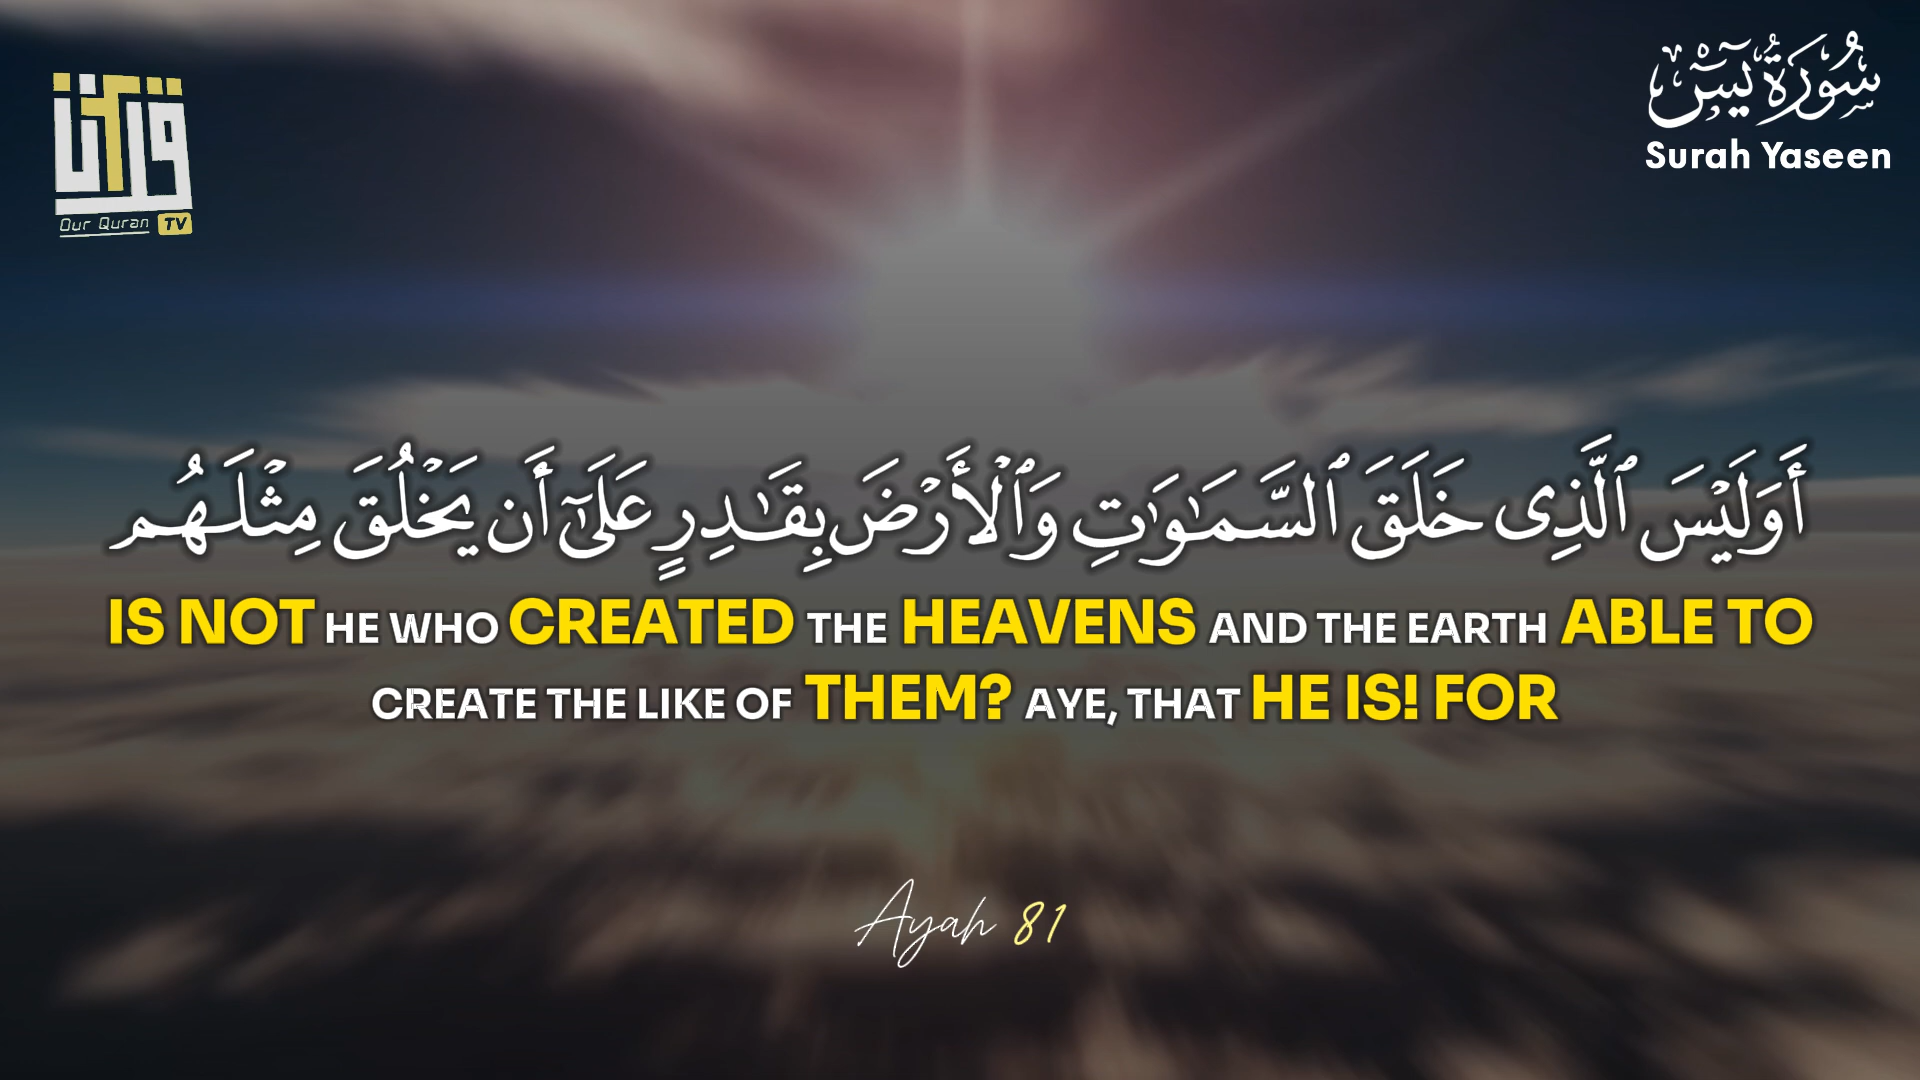 قرآننا
Our Quran TV
سُورَةُ يسٓ
Surah Yaseen
أَوَلَيْسَ ٱلَّذِى خَلَقَ ٱلسَّمَـٰوَٰتِ وَٱلْأَرْضَ بِقَـٰدِرٍ عَلَىٰٓ أَن يَخْلُقَ مِثْلَهُم
IS NOT HE WHO CREATED THE HEAVENS AND THE EARTH ABLE TO
CREATE THE LIKE OF THEM? AYE, THAT HE IS! FOR
Ayah 81